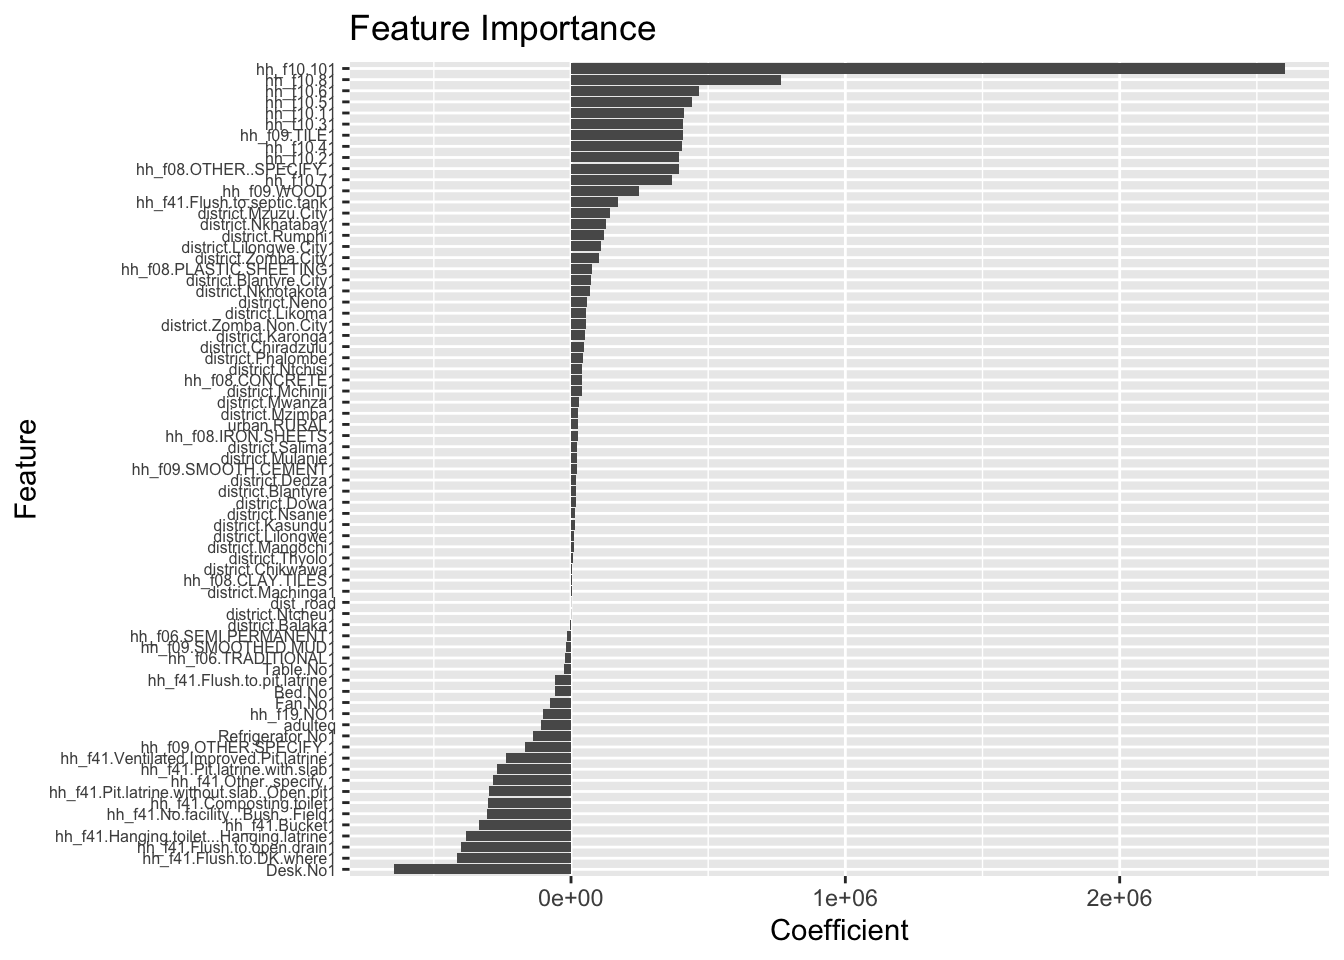 Feature Importance
hh_f10.101
hh_f10.81
hh_f10.61
hh_f10.51
hh_f10.11
hh_f10.31
hh_f09.TILE1
hh_f10.41
hh_f10.21
hh_f08.OTHER..SPECIFY.1
hh_f10.71
hh_f09.WOOD1
hh_f41.Flush.to.septic.tank1
district.Mzuzu.City1
district.Nkhatabay1
district.Rumphi1
district.Lilongwe.City1
district.Zomba.City1
hh_f08.PLASTIC.SHEETING1
district.Blantyre.City1
district.Nkhotakota1
district.Neno1
district.Likoma1
district.Zomba.Non.City1
district.Karonga1
district.Chiradzulu1
district.Phalombe1
district.Ntchisi1
hh_f08.CONCRETE1
district.Mchinji1
district.Mwanza1
district.Mzimba1
urban.RURAL1
hh_f08.IRON.SHEETS1
district.Salima1
district.Mulanje1
hh_f09.SMOOTH.CEMENT1
district.Dedza1
district.Blantyre1
district.Dowa1
district.Nsanje1
district.Kasungu1
district.Lilongwe1
district.Mangochi1
district.Thyolo1
district.Chikwawa1
hh_f08.CLAY.TILES1
district.Machinga1
dist_road
district.Ntcheu1
district.Balaka1
hh_f06.SEMI.PERMANENT1
hh_f09.SMOOTHED.MUD1
hh_f06.TRADITIONAL1
Table.No1
hh_f41.Flush.to.pit.latrine1
Bed.No1
Fan.No1
hh_f19.NO1
adulteq
Refrigerator.No1
hh_f09.OTHER.SPECIFY.1
hh_f41.Ventilated.Improved.Pit.latrine1
hh_f41.Pit.latrine.with.slab1
hh_f41.Other..specify.1
hh_f41.Pit.latrine.without.slab..Open.pit1
hh_f41.Composting.toilet1
hh_f41.No.facility...Bush...Field1
hh_f41.Bucket1
hh_f41.Hanging.toilet...Hanging.latrine1
hh_f41.Flush.to.open.drain1
hh_f41.Flush.to.DK.where1
Desk.No1
Feature
0e+00 1e+06 2e+06
Coefficient